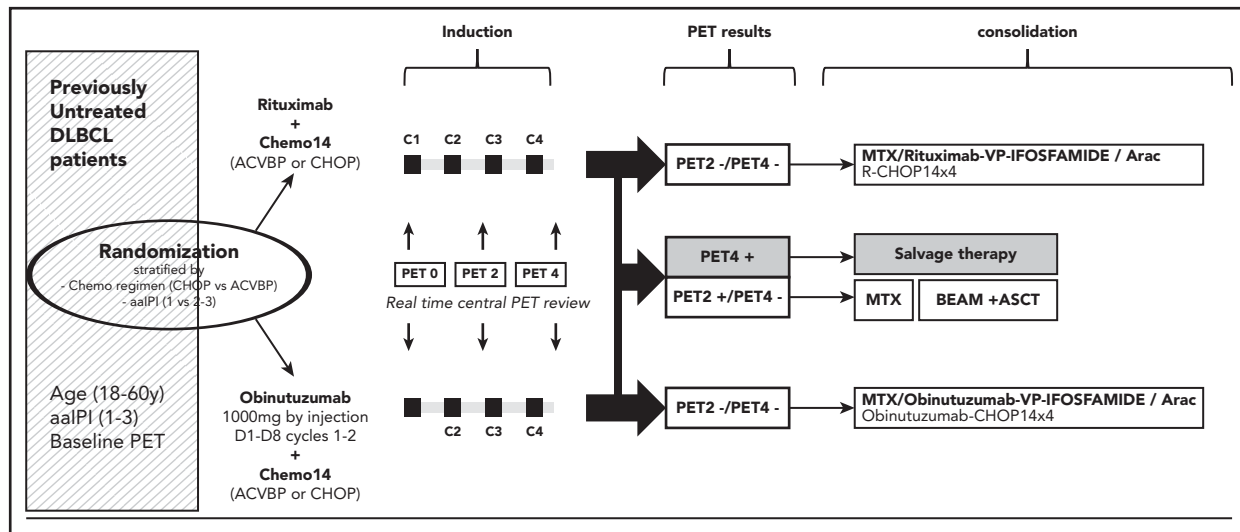 Induction
PET results
consolidation
Previously
Untreated
DLBCL
patients
Rituximab
+
Chemo14
(ACVBP or CHOP)
C1 C2 C3 C4
PET2 -/PET4 -
MTX/Rituximab-VP-IFOSFAMIDE / Arac
R-CHOP14x4
Randomization
stratified by
- Chemo regimen (CHOP vs ACVBP)
- aaIPI (1 vs 2-3)
PET 0 PET 2 PET 4
Real time central PET review
PET4 +
Salvage therapy
PET2 +/PET4 -
MTX
BEAM +ASCT
Age (18-60y)
aaIPI (1-3)
Baseline PET
Obinutuzumab
1000mg by injection
D1-D8 cycles 1-2
+
Chemo14
(ACVBP or CHOP)
C2 C3 C4
PET2 -/PET4 -
MTX/Obinutuzumab-VP-IFOSFAMIDE / Arac
Obinutuzumab-CHOP14x4